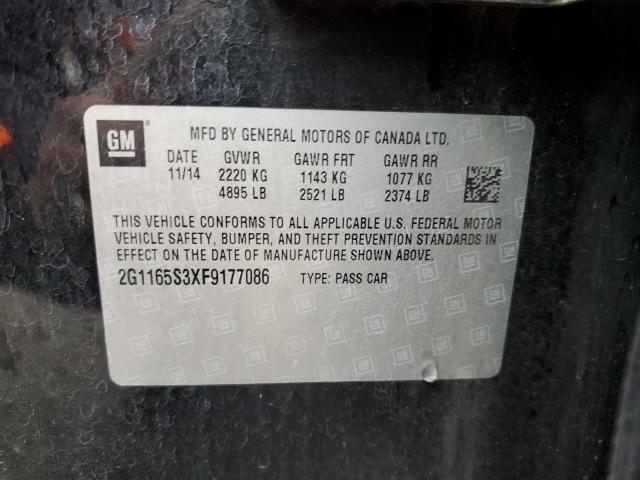 GM ® MFD BY GENERAL MOTORS OF CANADA LTD.
DATE GVWR GAWR FRT GAWR RR
11/14 2220 KG 1143 KG 1077 KG
4895 LB 2521 LB 2374 LB
THIS VEHICLE CONFORMS TO ALL APPLICABLE U.S. FEDERAL MOTOR
VEHICLE SAFETY, BUMPER, AND THEFT PREVENTION STANDARDS IN
EFFECT ON THE DATE OF MANUFACTURE SHOWN ABOVE.
2G1165S3XF9177086 TYPE: PASS CAR